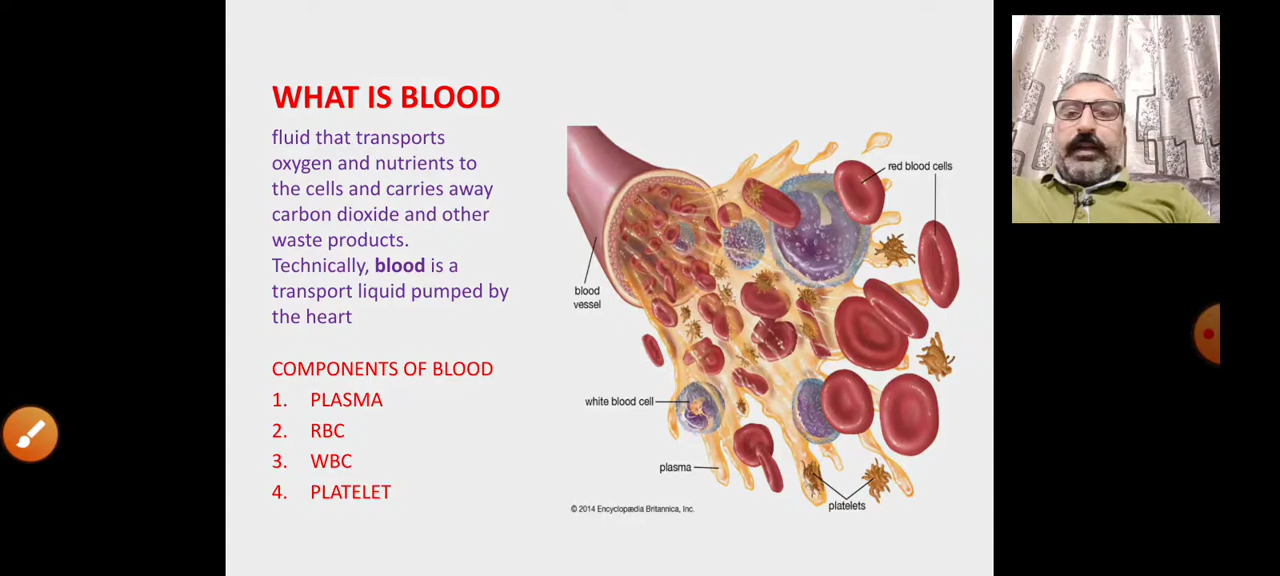 WHAT IS BLOOD
fluid that transports
oxygen and nutrients to
the cells and carries away
carbon dioxide and other
waste products.
Technically, blood is a
transport liquid pumped by
the heart
COMPONENTS OF BLOOD
1. PLASMA
2. RBC
3. WBC
4. PLATELET
red blood cells
blood
vessel
white blood cell
plasma
platelets
© 2014 Encyclopædia Britannica, Inc.